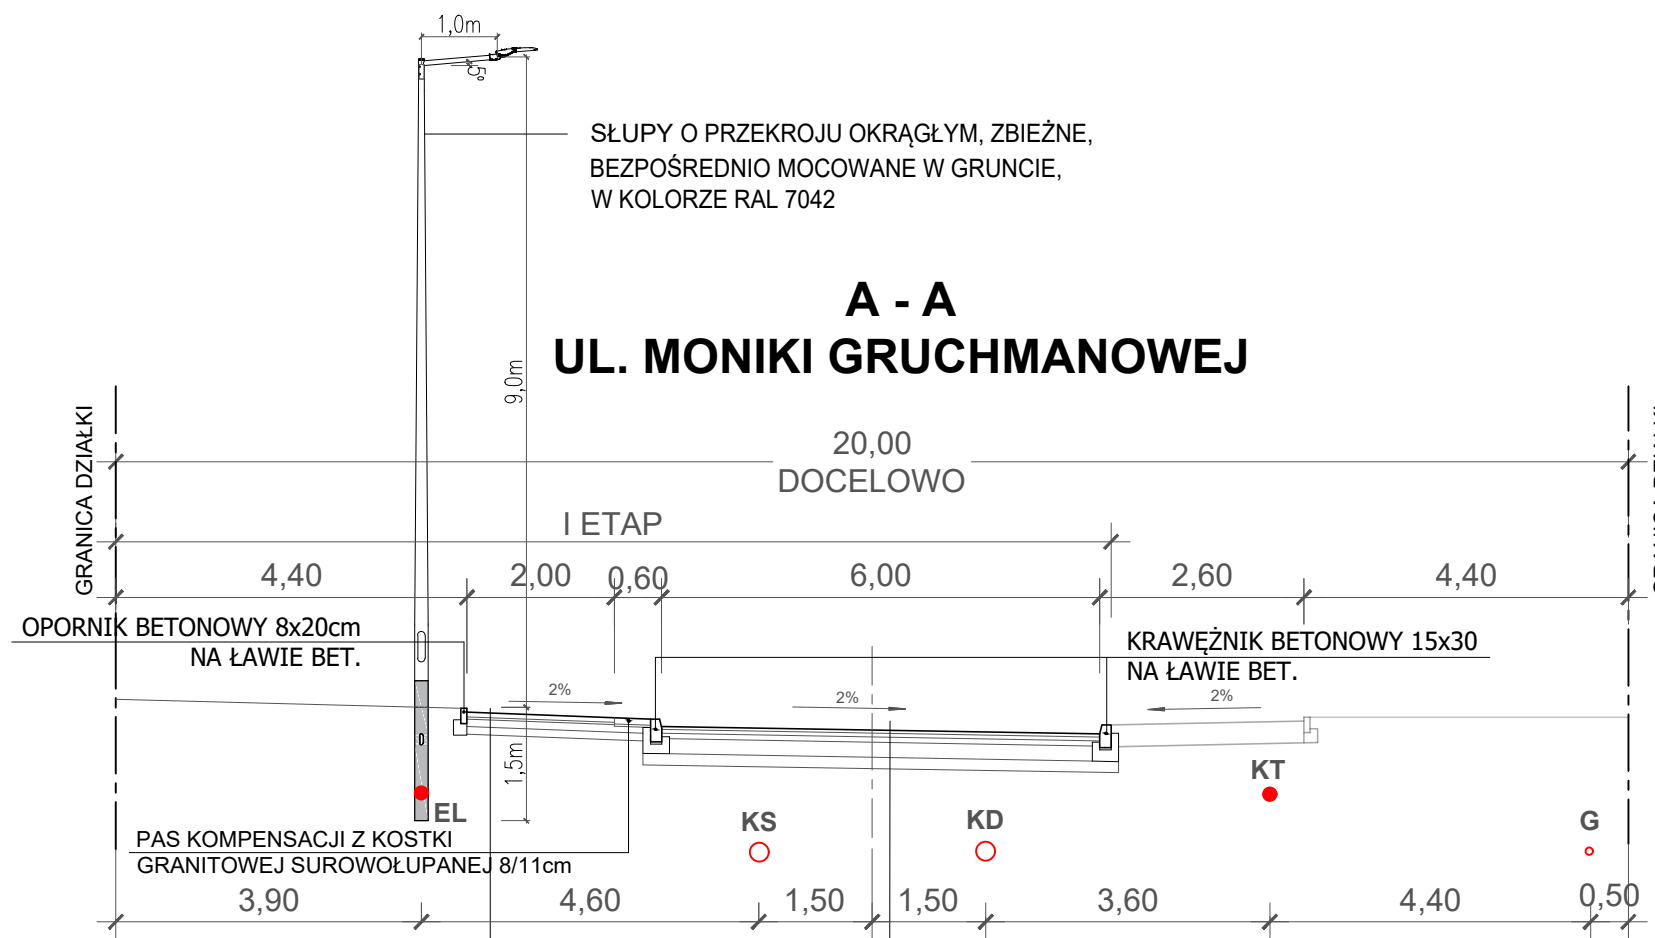 1,0m
5°
SŁUPY O PRZEKROJU OKRĄGŁYM, ZBIEŻNE,
BEZPOŚREDNIO MOCOWANE W GRUNCIE,
W KOLORZE RAL 7042
A - A
UL. MONIKI GRUCHMANOWEJ
9,0m
GRANICA DZIAŁKI
20,00
DOCELOWO
I ETAP
4,40
2,00
0,60
6,00
2,60
4,40
OPORNIK BETONOWY 8x20cm
NA ŁAWIE BET.
KRAWĘŻNIK BETONOWY 15x30
NA ŁAWIE BET.
2%
2%
2%
1,5m
EL
KS
KD
KT
G
PAS KOMPENSACJI Z KOSTKI
GRANITOWEJ SUROWOŁUPANEJ 8/11cm
3,90
4,60
1,50
1,50
3,60
4,40
0,50